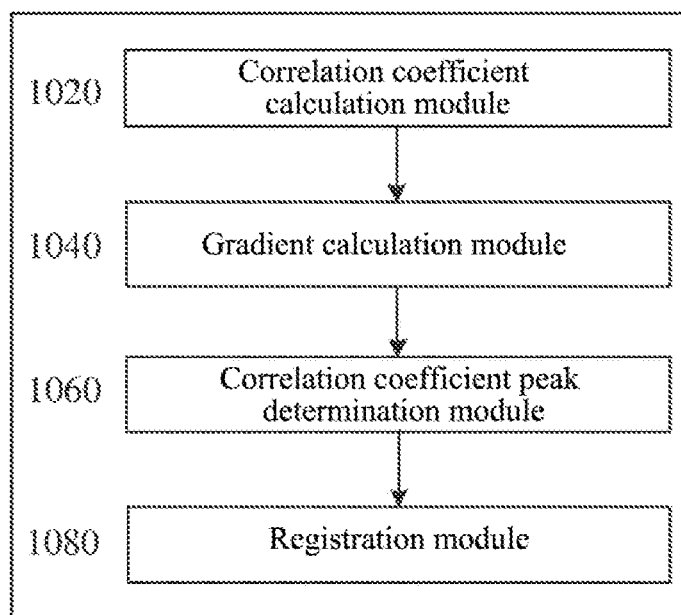 1020
Correlation coefficient
calculation module
1040
Gradient calculation module
1060
Correlation coefficient peak
determination module
1080
Registration module